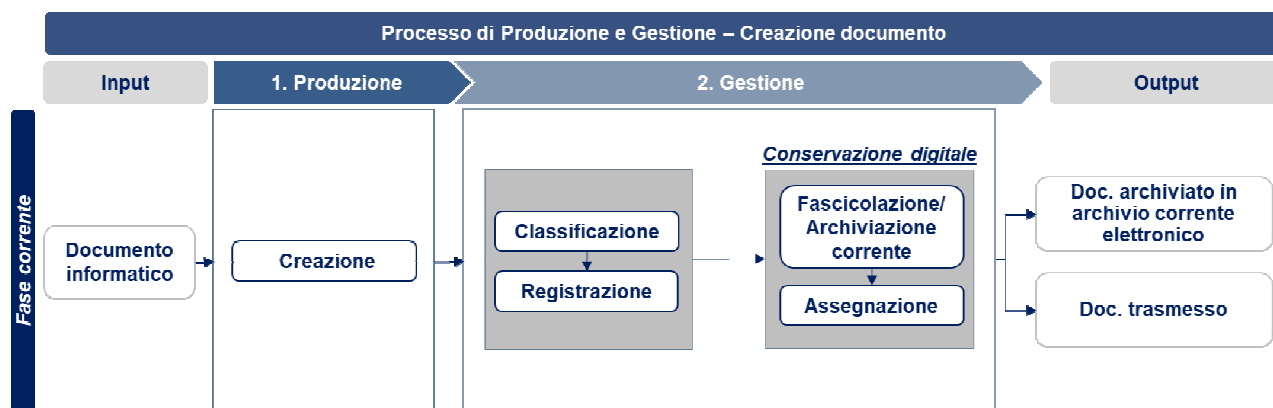 Processo di Produzione e Gestione – Creazione documento
Input
1. Produzione
2. Gestione
Output
Fase corrente
Documento
informatico
Creazione
Classificazione
Registrazione
Conservazione digitale
Fascicolazione/
Archiviazione
corrente
Assegnazione
Doc. archiviato in
archivio corrente
elettronico
Doc. trasmesso